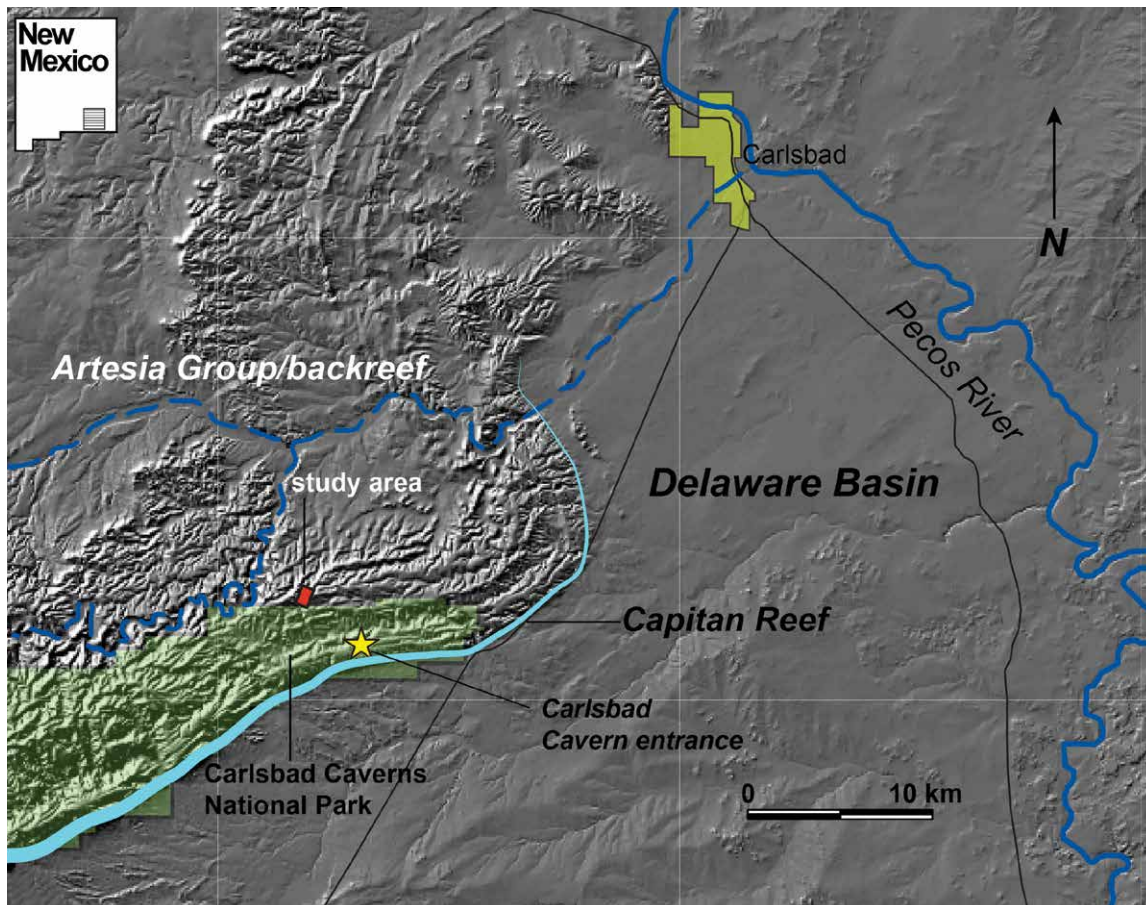 New
Mexico
Carlsbad
N
Pecos River
Artesia Group/backreef
study area
Delaware Basin
Capitan Reef
Carlsbad
Cavern entrance
Carlsbad Caverns
National Park
0 10 km